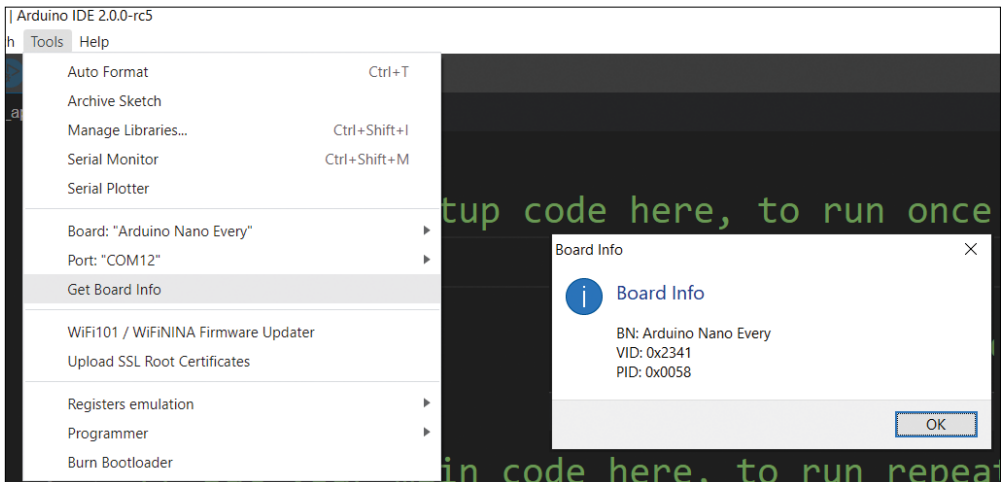 | Arduino IDE 2.0.0-rc5
h Tools Help
Auto Format Ctrl+T
Archive Sketch
Manage Libraries... Ctrl+Shift+I
Serial Monitor Ctrl+Shift+M
Serial Plotter
tup code here, to run once
Board: "Arduino Nano Every"
Port: "COM12"
Get Board Info
WiFi101 / WiFiNINA Firmware Updater
Upload SSL Root Certificates
Registers emulation
Programmer
Burn Bootloader
Board Info
Board Info
BN: Arduino Nano Every
VID: 0x2341
PID: 0x0058
OK
in code here, to run repeat